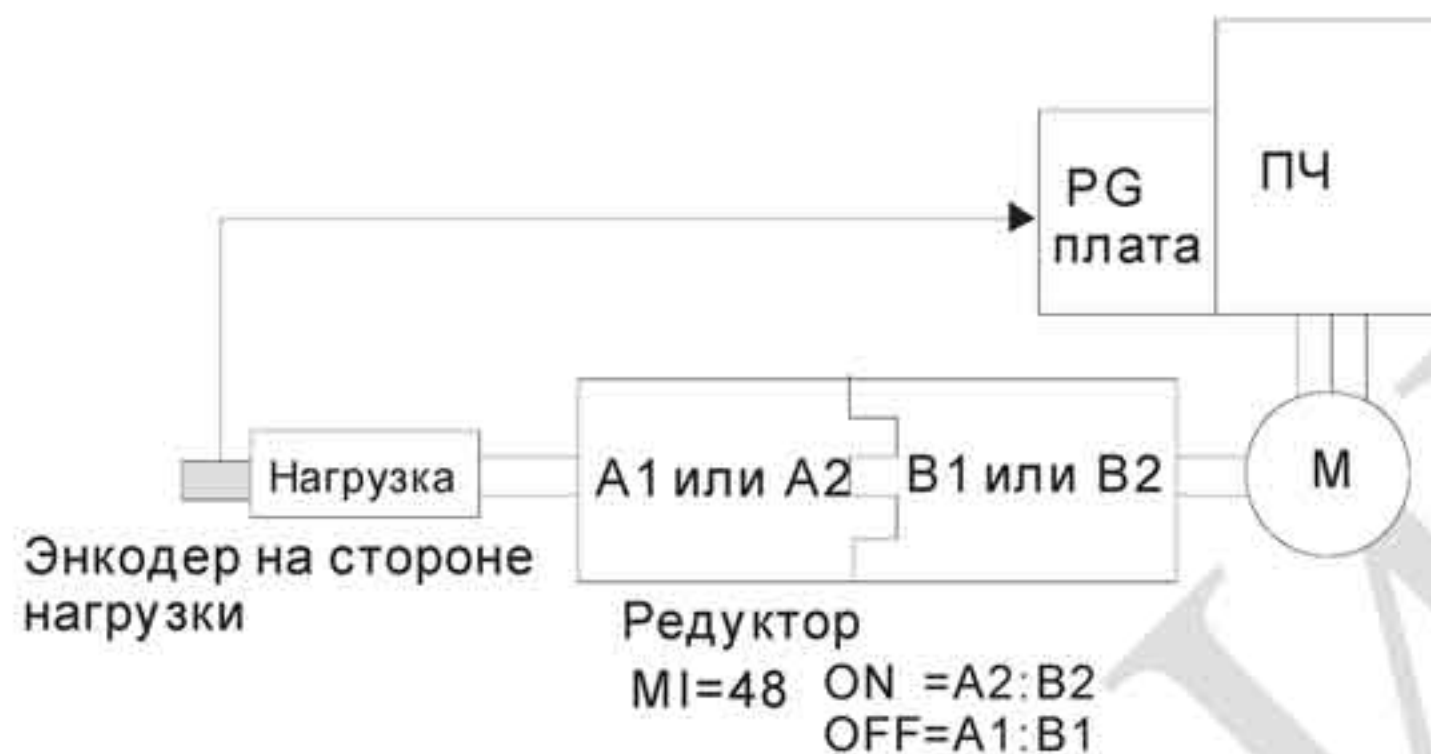 ПЧ
PG
плата
Нагрузка
A1 или A2
B1 или B2
M
Энкодер на стороне
нагрузки
Редуктор
MI=48 ON =A2:B2
OFF=A1:B1